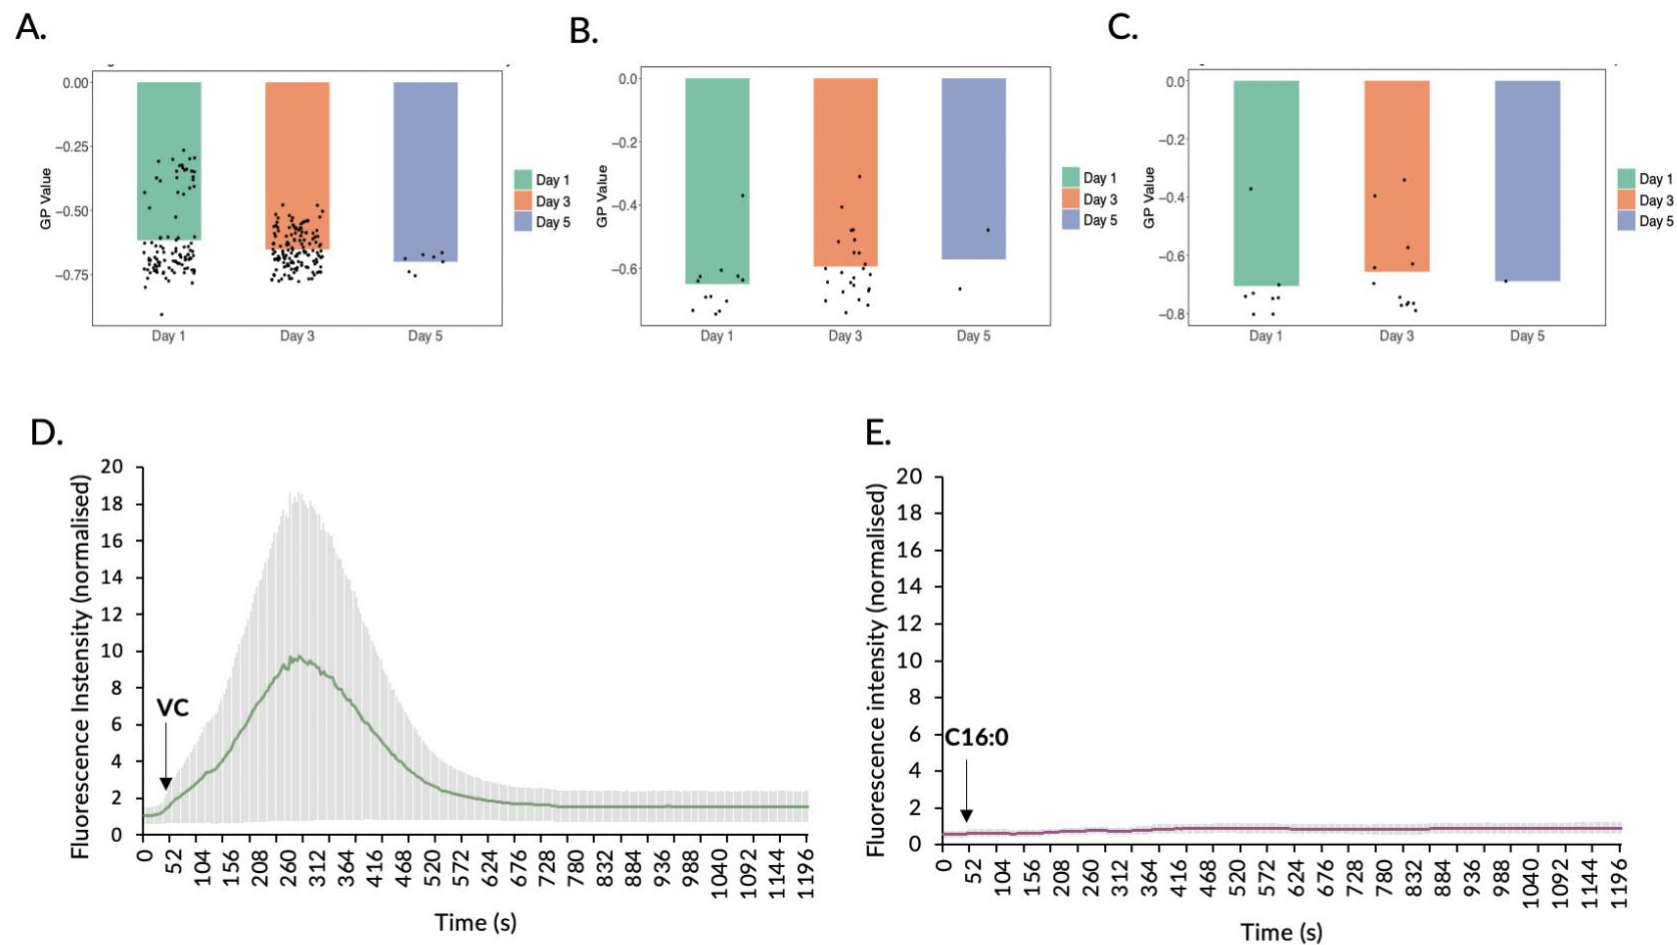 A.
B.
C.
0.00
−0.25
−0.50
−0.75
GP Value
Day 1
Day 3
Day 5
Day 1
Day 3
Day 5
0.0
−0.2
−0.4
−0.6
GP Value
Day 1
Day 3
Day 5
Day 1
Day 3
Day 5
0.0
−0.2
−0.4
−0.6
−0.8
GP Value
Day 1
Day 3
Day 5
Day 1
Day 3
Day 5
D.
Fluorescence Instensity (normalised)
20
18
16
14
12
10
8
6
4
2
0
VC
0 52 104 156 208 260 312 364 416 468 520 572 624 676 728 780 832 884 936 988 1040 1092 1144 1196
Time (s)
E.
Fluorescence intensity (normalised)
20
18
16
14
12
10
8
6
4
2
0
C16:0
0 52 104 156 208 260 312 364 416 468 520 572 624 676 728 780 832 884 936 988 1040 1092 1144 1196
Time (s)